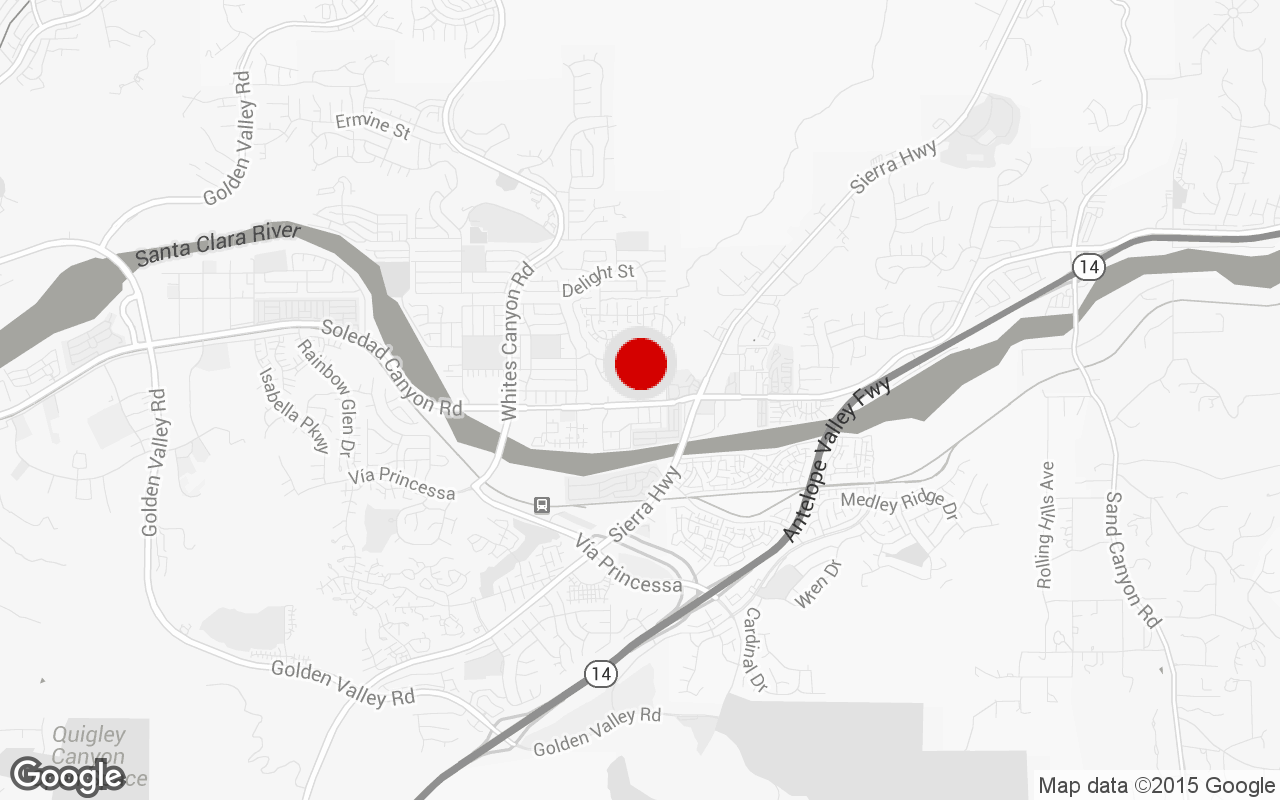 Golden Valley Rd
Ermine St
Sierra Hwy
Santa Clara River
Delight St
14
Whites Canyon Rd
Soledad Canyon Rd
Rainbow Glen Dr
Isabella Pkwy
Golden Valley Rd
Antelope Valley Fwy
Vía Princessa
Sierra Hwy
Medley Ridge Dr
Rolling Hills Ave
Sand Canyon Rd
Vía Princessa
Wren Dr
Cardinal Dr
14
Golden Valley Rd
Golden Valley Rd
Quigley
Canyon
Google
Map data ©2015 Google